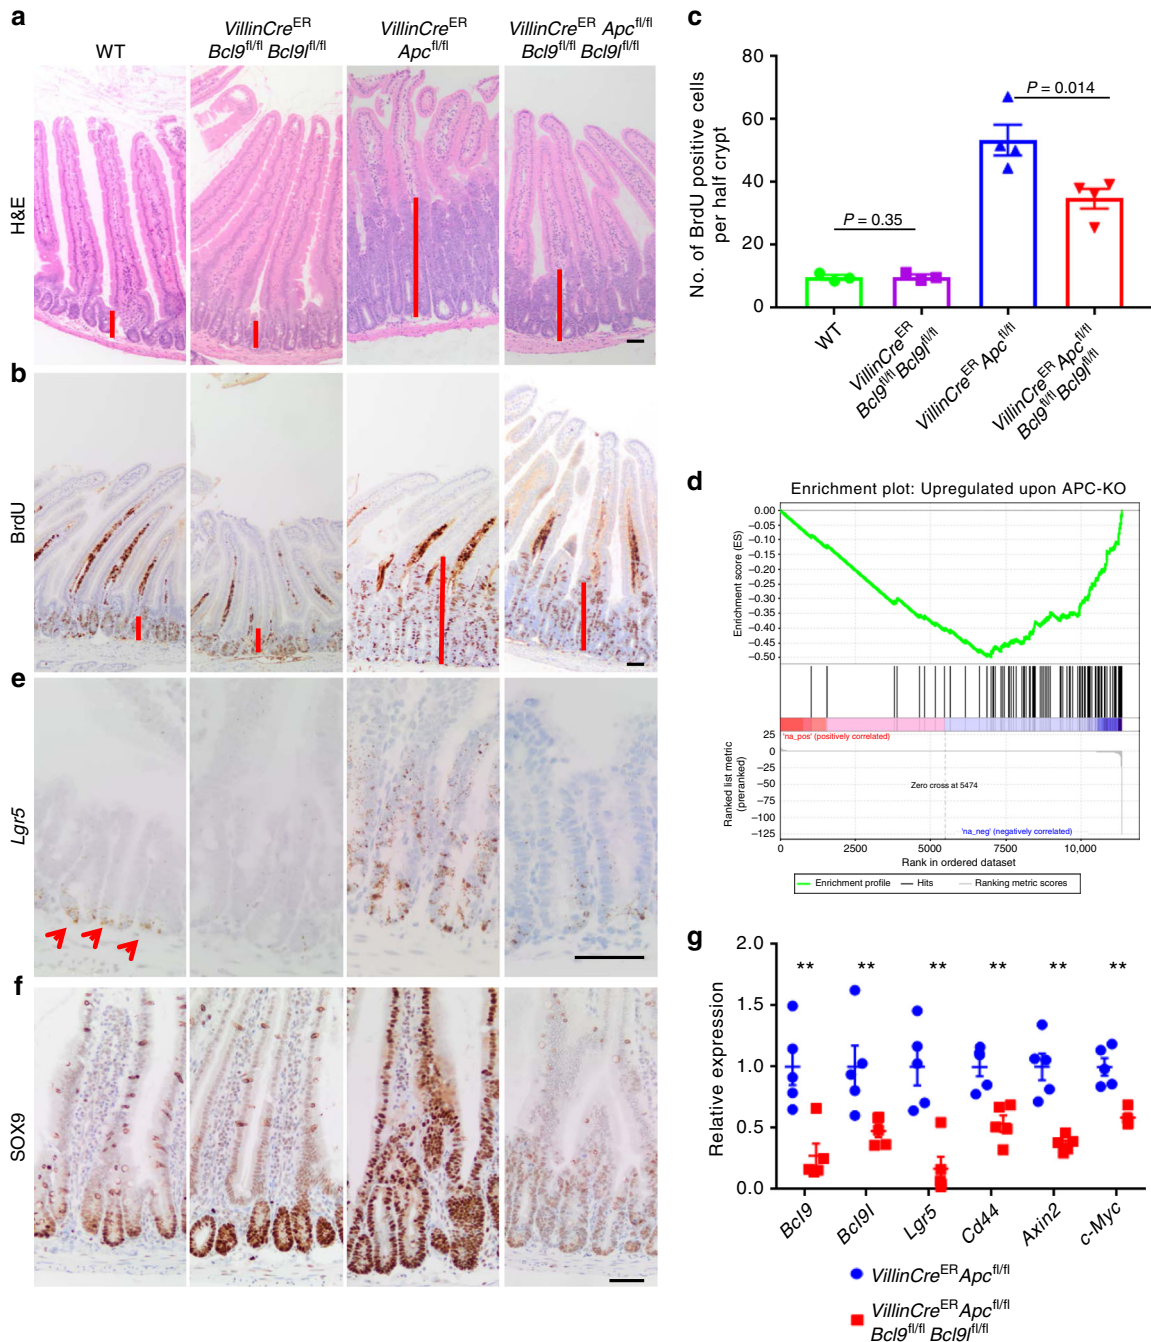 a
WT
VillinCreER
Bcl9fl/fl Bcl9lfl/fl
VillinCreER
Apcfl/fl
VillinCreER Apcfl/fl
Bcl9fl/fl Bcl9lfl/fl
H&E
b
BrdU
e
Lgr5
f
SOX9
c
No. of BrdU positive cells
per half crypt
80
60
40
20
0
P = 0.35
P = 0.014
WT
VillinCreER
Bcl9fl/fl Bcl9lfl/fl
VillinCreER Apcfl/fl
VillinCreER Apcfl/fl
Bcl9fl/fl Bcl9lfl/fl
d
Enrichment plot: Upregulated upon APC-KO
Enrichment score (ES)
0.00
−0.05
−0.10
−0.15
−0.20
−0.25
−0.30
−0.35
−0.40
−0.45
−0.50
'na_pos' (positively correlated)
Ranked list metric
(preranked)
25
0
−25
−50
−75
−100
−125
Zero cross at 5474
'na_neg' (negatively correlated)
0 2500 5000 7500 10,000
Rank in ordered dataset
Enrichment profile Hits Ranking metric scores
g
Relative expression
2.0
1.5
1.0
0.5
0.0
** ** ** ** ** **
Bcl9 Bcl9l Lgr5 Cd44 Axin2 c-Myc
VillinCreER Apcfl/fl
VillinCreER Apcfl/fl
Bcl9fl/fl Bcl9lfl/fl